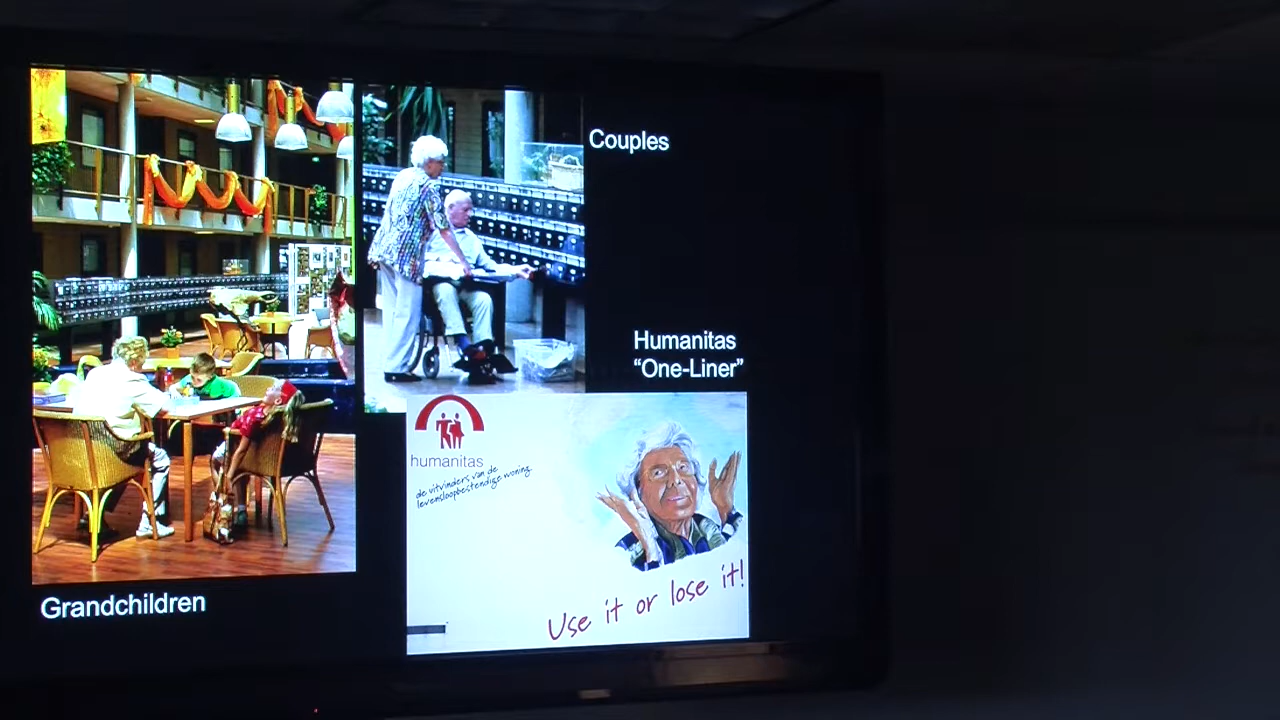 Couples
Humanitas
“One-Liner”
humanitas
de uitvinders van de
levensloopbestendige woning
Use it or lose it!
Grandchildren